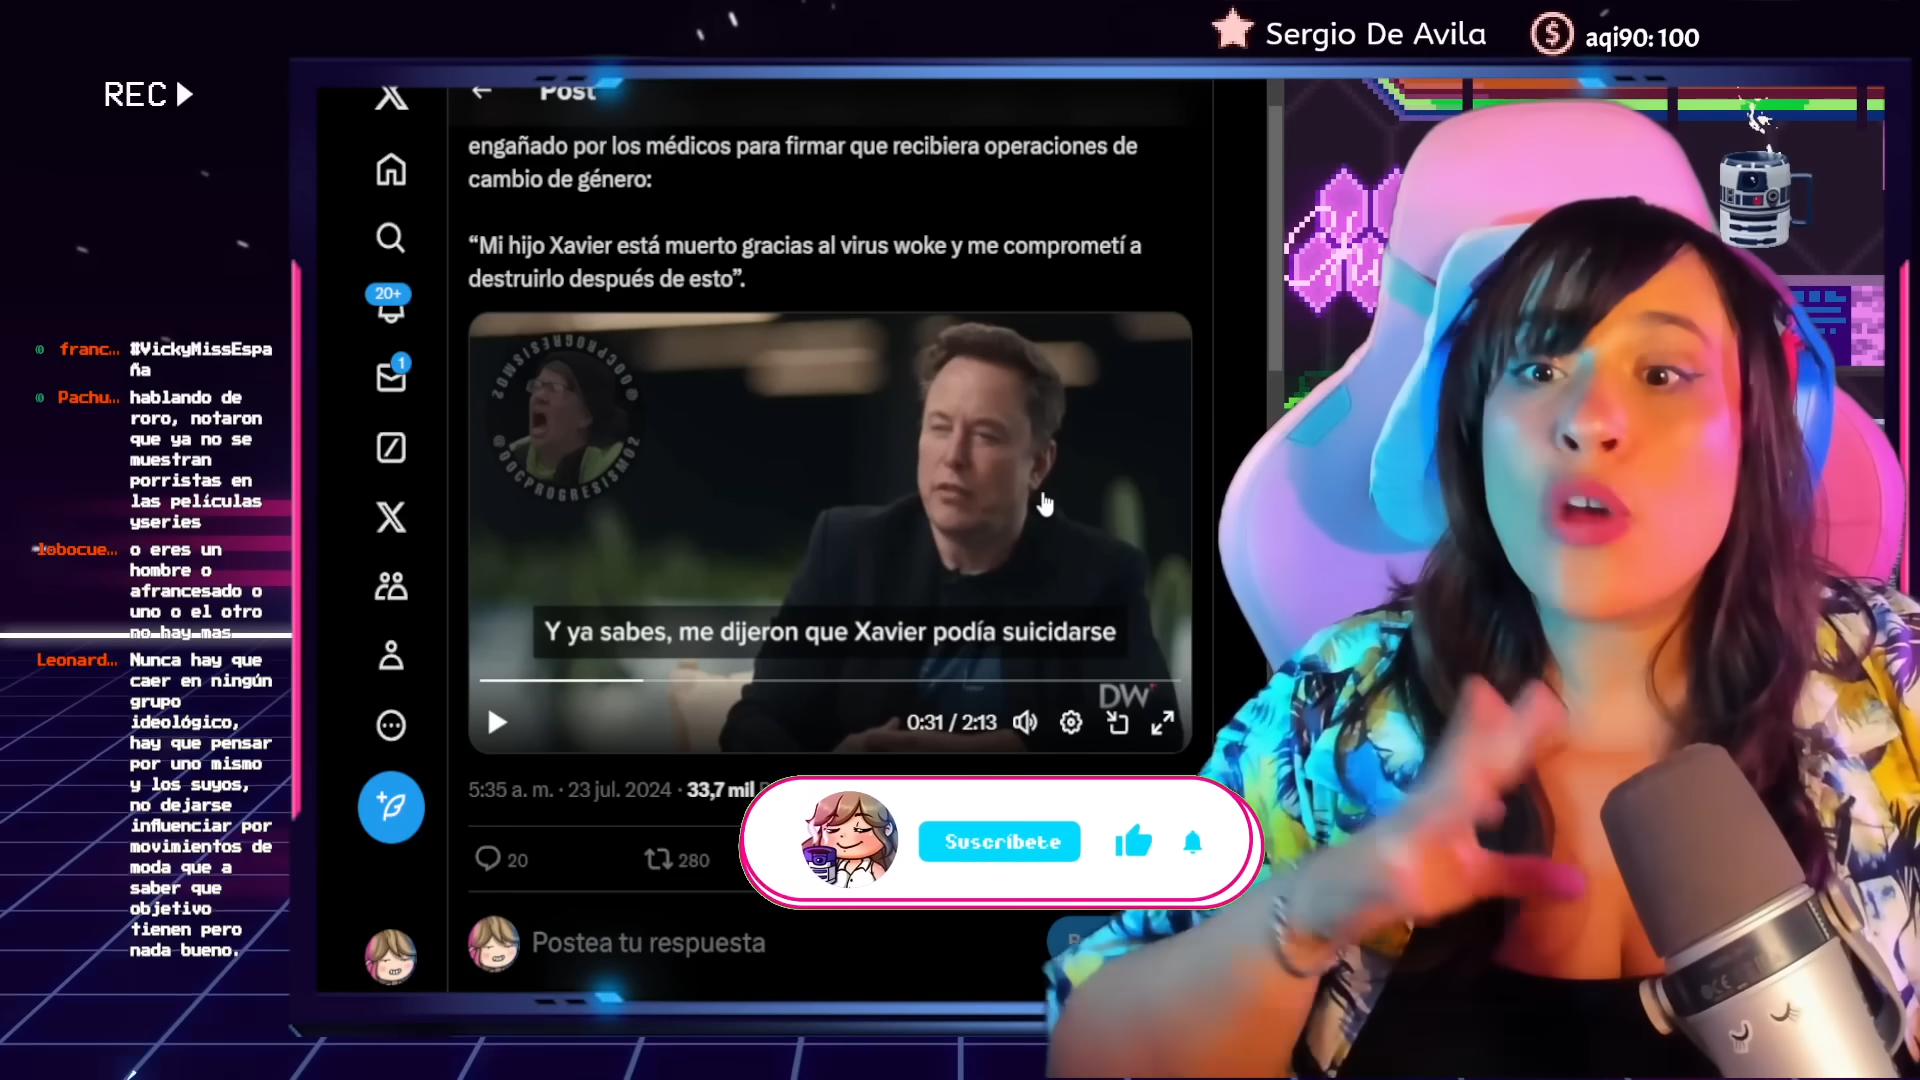 Sergio De Avila
aqi90:100
REC
Post
engañado por los médicos para firmar que recibiera operaciones de
cambio de género:
“Mi hijo Xavier está muerto gracias al virus woke y me comprometí a
destruirlo después de esto”.
20+
1
@DOCPROGRESISMO2
@DOCPROGRESISMO2
Y ya sabes, me dijeron que Xavier podía suicidarse
DW
0:31 / 2:13
5:35 a. m. · 23 jul. 2024 · 33,7 mil
20
280
Postea tu respuesta
Suscríbete
franc... #VickyMissEspa
ña
Pachu... hablando de
roro, notaron
que ya no se
muestran
porristas en
las películas
yseries
lobocue... o eres un
hombre o
afrancesado o
uno o el otro
no hay mas
Leonard... Nunca hay que
caer en ningún
grupo
ideológico,
hay que pensar
por uno mismo
y los suyos,
no dejarse
influenciar por
movimientos de
moda que a
saber que
objetivo
tienen pero
nada bueno.